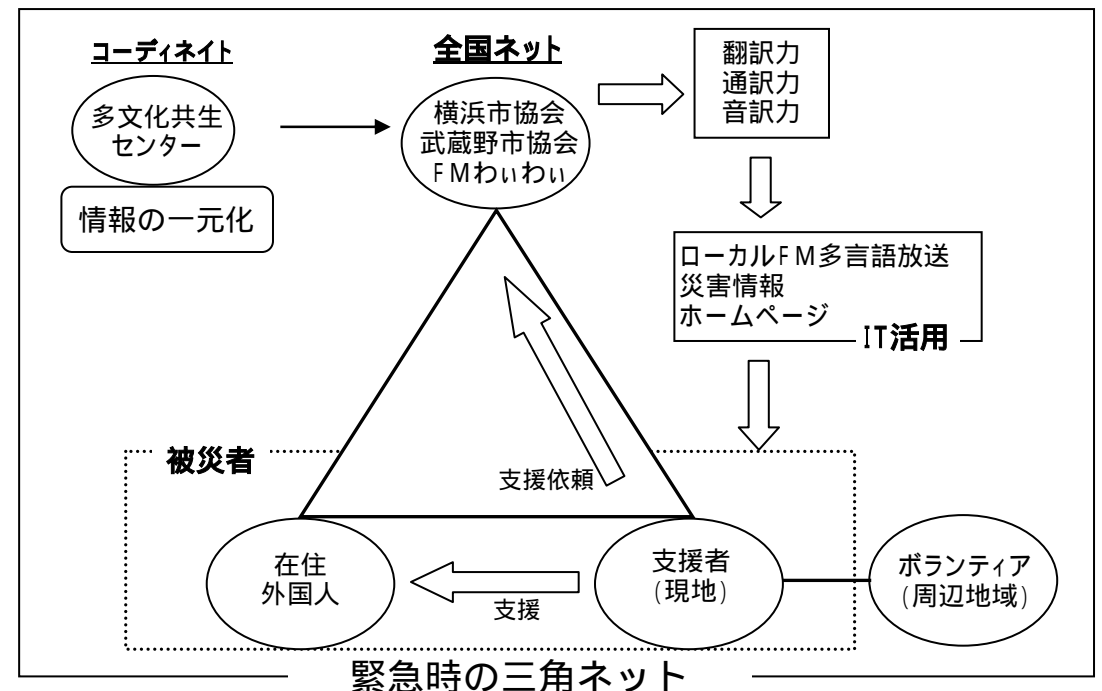 コーディネイト
多文化共生
センター
情報の一元化
全国ネット
横浜市協会
武蔵野市協会
FMわぃわぃ
翻訳力
通訳力
音訳力
ローカルFM多言語放送
災害情報
ホームページ
IT活用
被災者
支援依頼
在住
外国人
支援
支援者
(現地)
ボランティア
(周辺地域)
緊急時の三角ネット